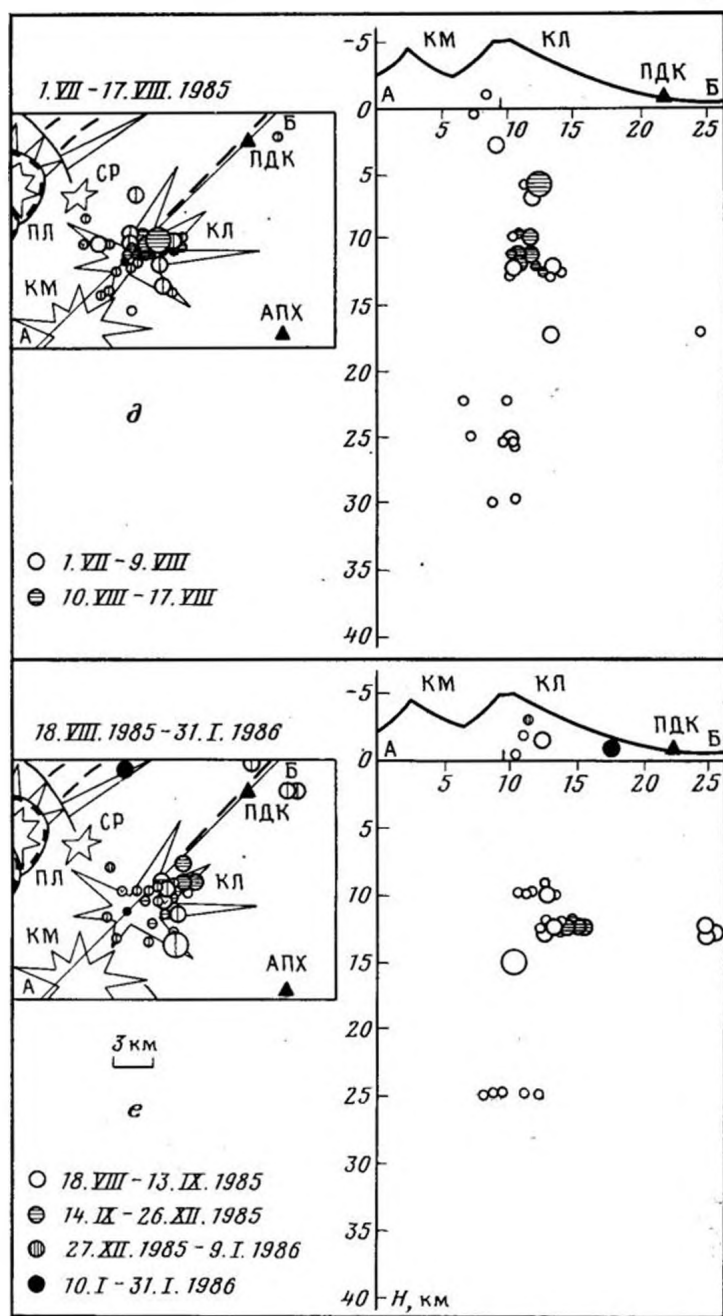 1.VII – 17.VIII.1985
Б
ПДК
СР
ПЛ
КЛ
КМ
А
АПХ
д
1.VII – 9.VIII
10.VIII – 17.VIII
-5
КМ
КЛ
ПДК
А
Б
0
5
10
15
20
25
5
10
15
20
25
30
35
40
18.VIII.1985 – 31.I.1986
Б
ПДК
СР
ПЛ
КЛ
КМ
А
АПХ
3 км
е
18.VIII – 13.IX.1985
14.IX – 26.XII.1985
27.XII.1985 – 9.I.1986
10.I – 31.I.1986
-5
КМ
КЛ
ПДК
А
Б
0
5
10
15
20
25
5
10
15
20
25
30
35
40
H, км